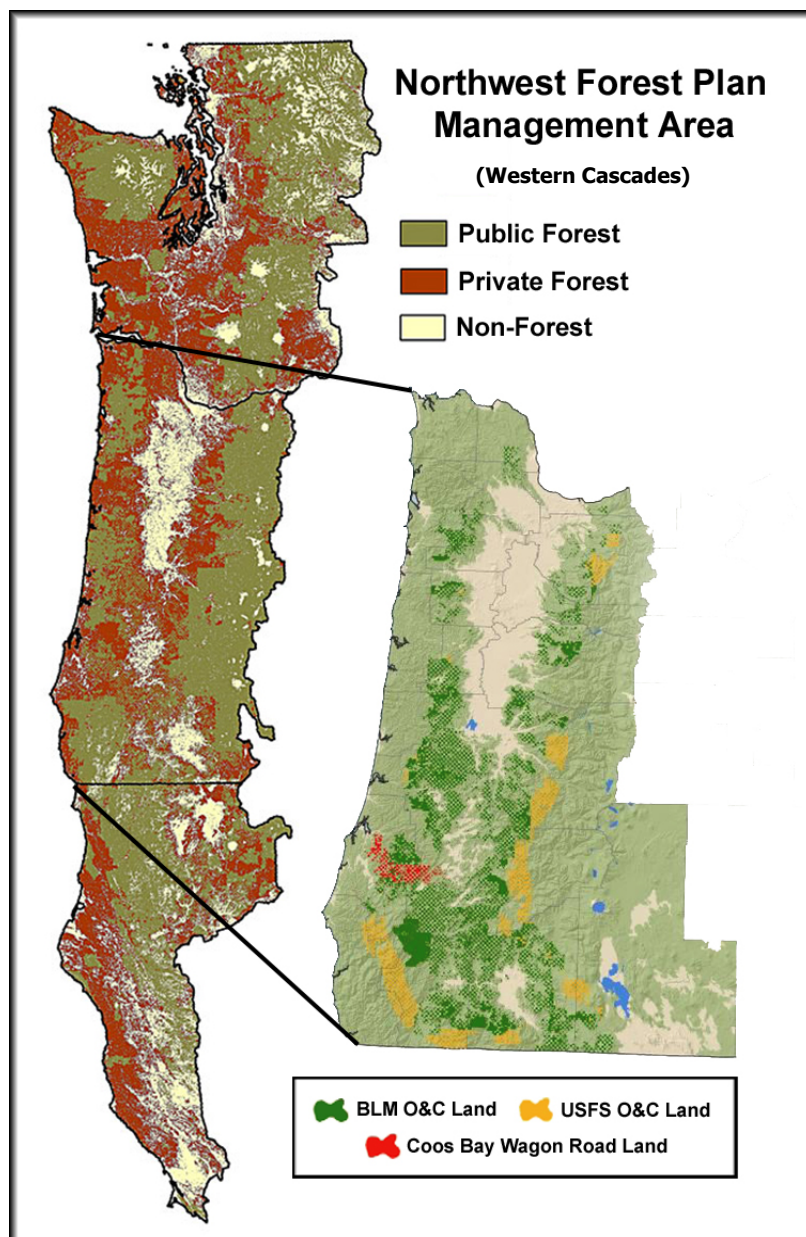 Northwest Forest Plan
Management Area
(Western Cascades)
Public Forest
Private Forest
Non-Forest
BLM O&C Land
USFS O&C Land
Coos Bay Wagon Road Land